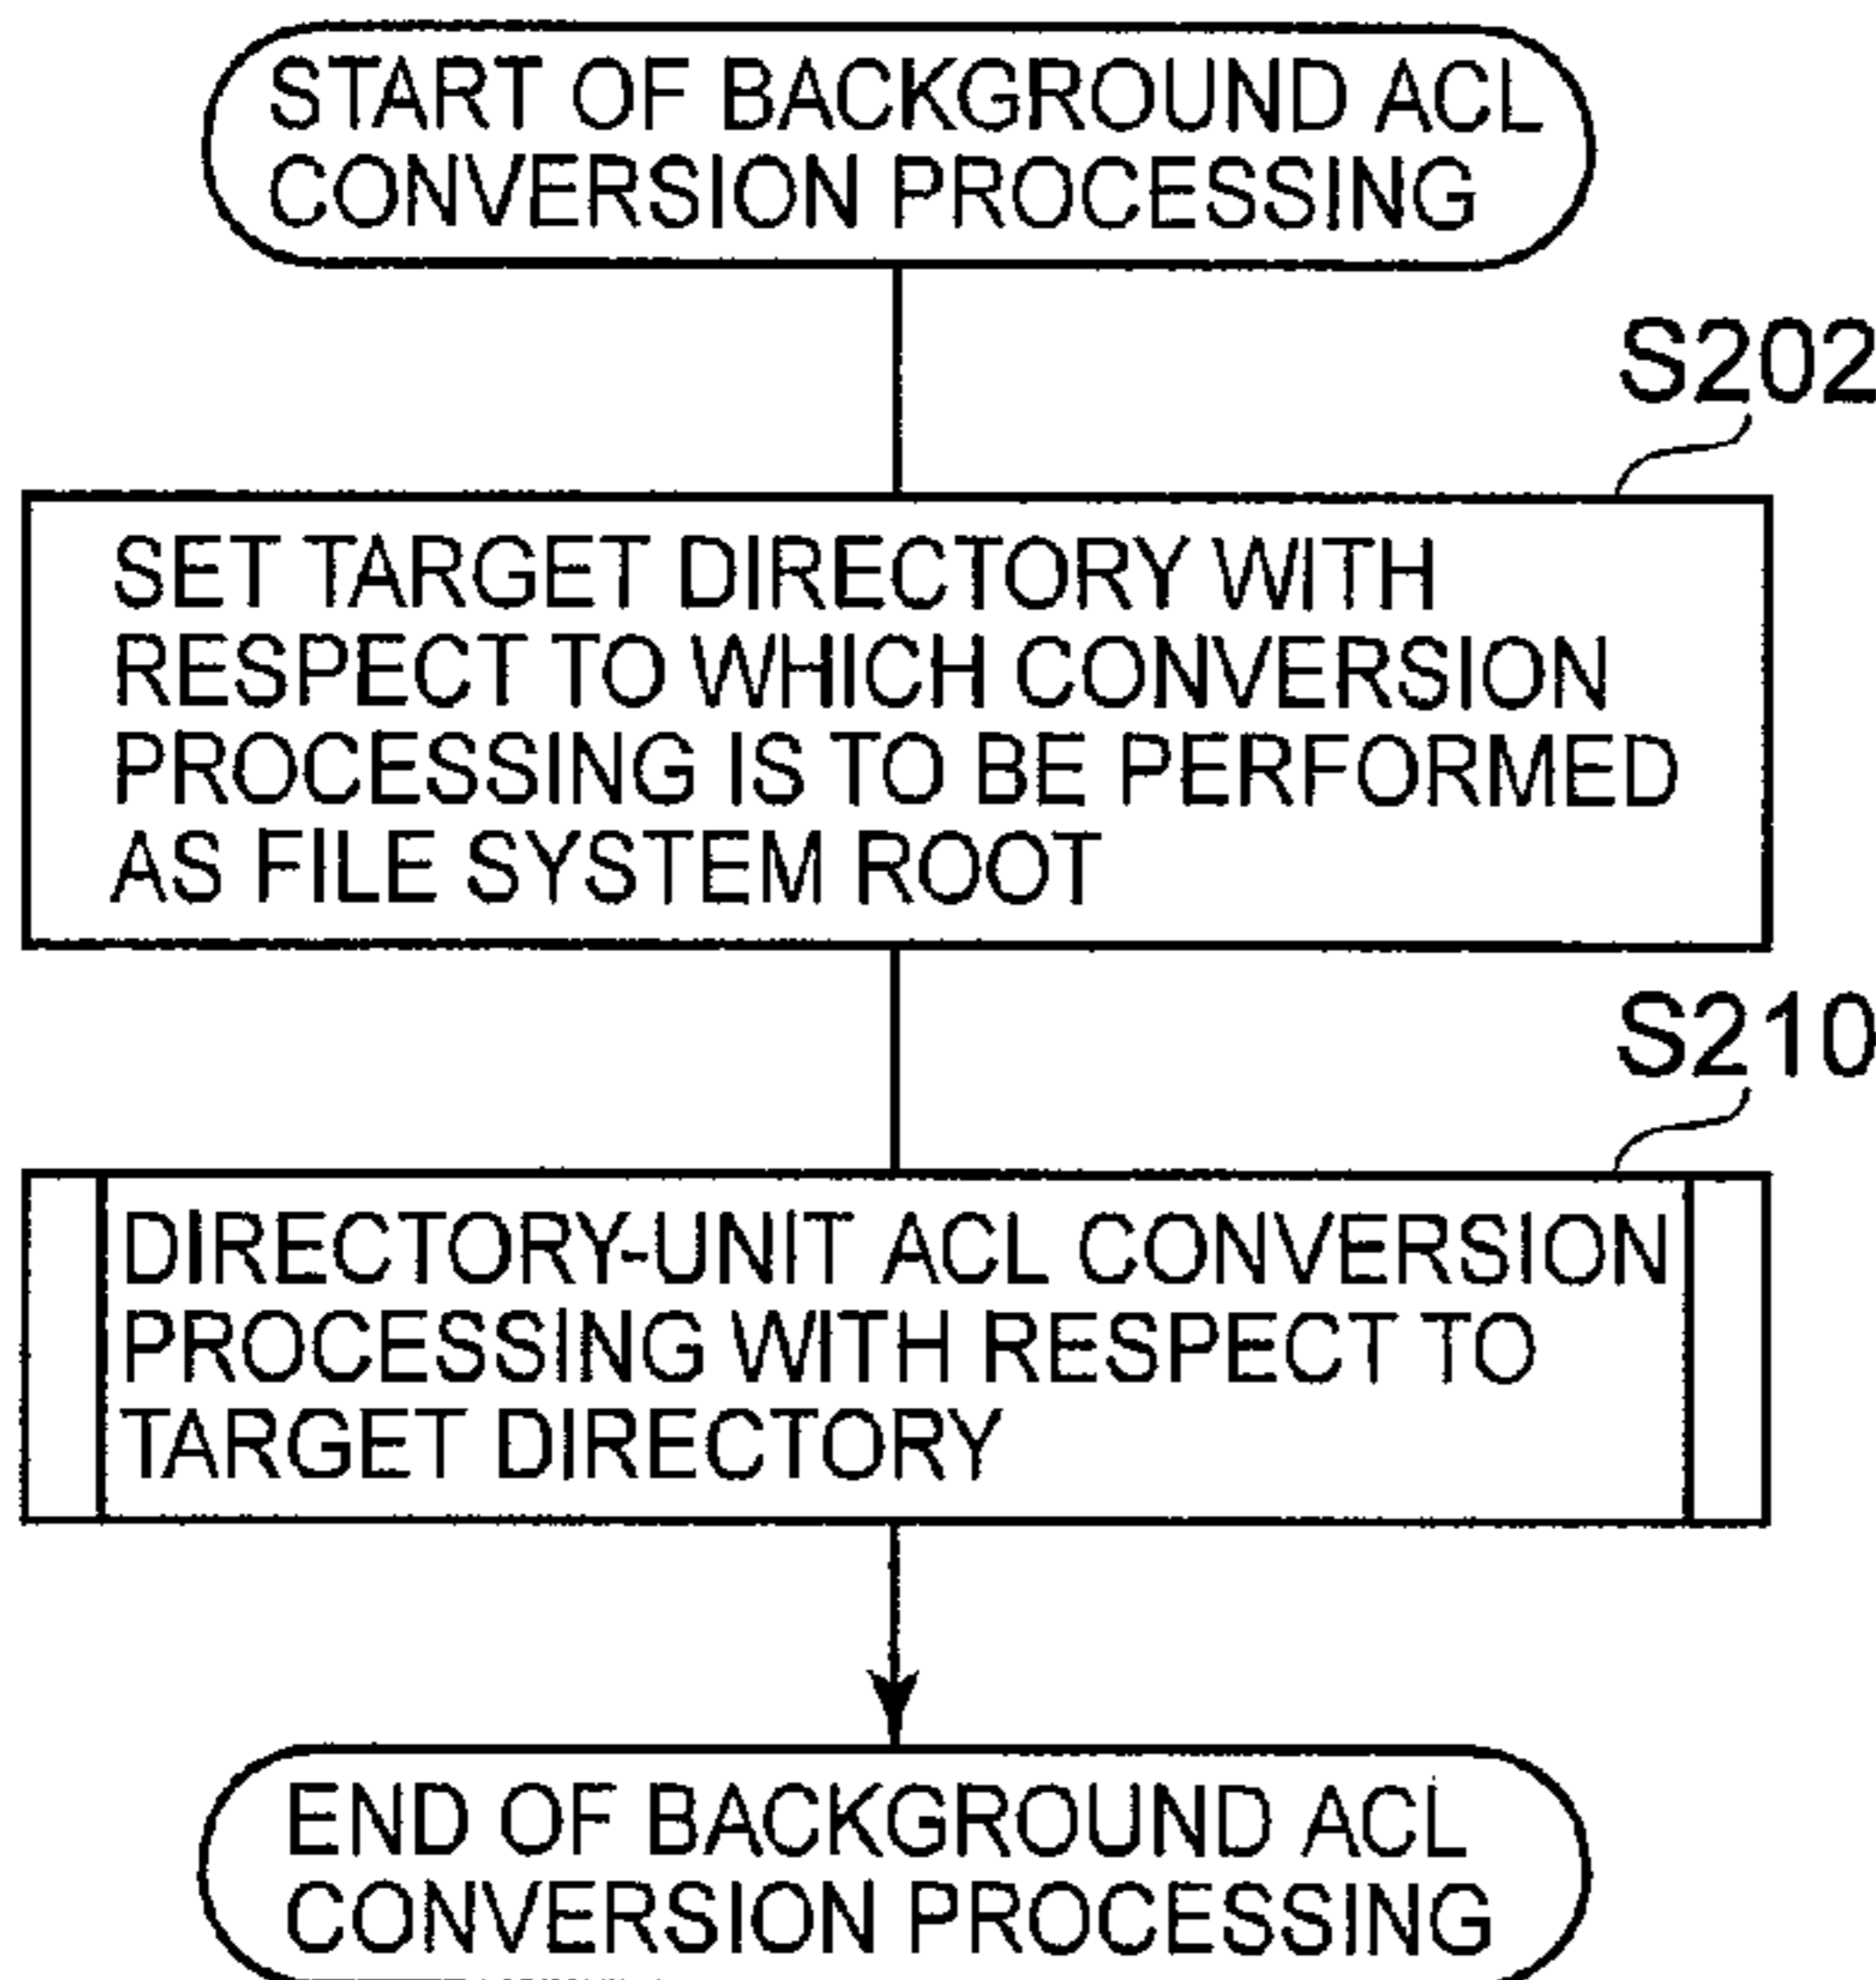 START OF BACKGROUND ACL
CONVERSION PROCESSING
S202
SET TARGET DIRECTORY WITH
RESPECT TO WHICH CONVERSION
PROCESSING IS TO BE PERFORMED
AS FILE SYSTEM ROOT
S210
DIRECTORY-UNIT ACL CONVERSION
PROCESSING WITH RESPECT TO
TARGET DIRECTORY
END OF BACKGROUND ACL
CONVERSION PROCESSING